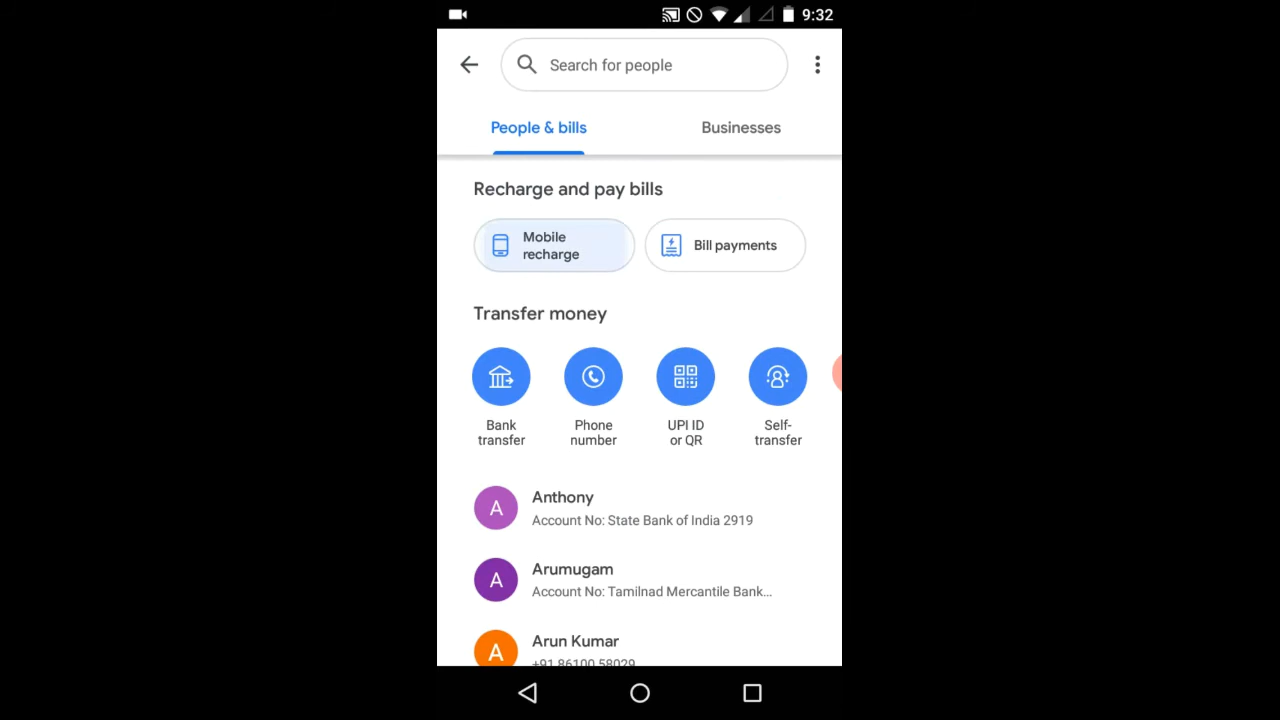 9:32
Search for people
People & bills
Businesses
Recharge and pay bills
Mobile
recharge
Bill payments
Transfer money
Bank
transfer
Phone
number
UPI ID
or QR
Self-
transfer
A
Anthony
Account No: State Bank of India 2919
A
Arumugam
Account No: Tamilnad Mercantile Bank...
A
Arun Kumar
+91 86100 58029